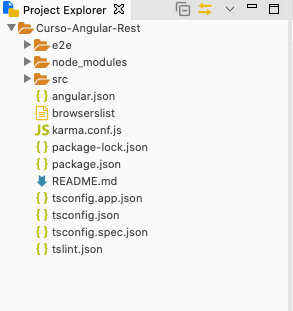 Project Explorer
Curso-Angular-Rest
e2e
node_modules
src
angular.json
browserslist
karma.conf.js
package-lock.json
package.json
README.md
tsconfig.app.json
tsconfig.json
tsconfig.spec.json
tslint.json